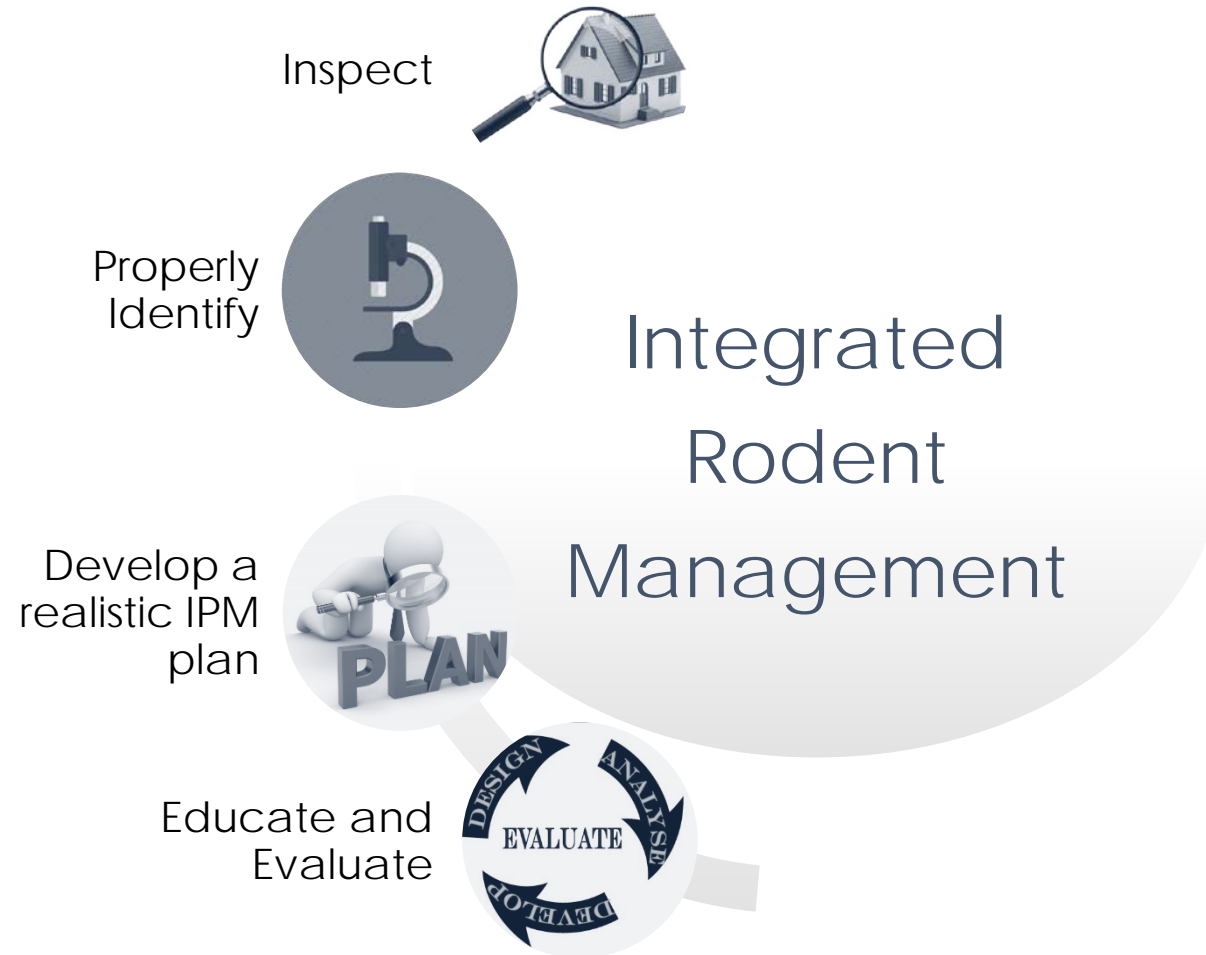 Inspect
Properly
Identify
Integrated
Rodent
Management
Develop a
realistic IPM
plan
PLAN
Educate and
Evaluate
DESIGN
ANALYSE
EVALUATE
DEVELOP